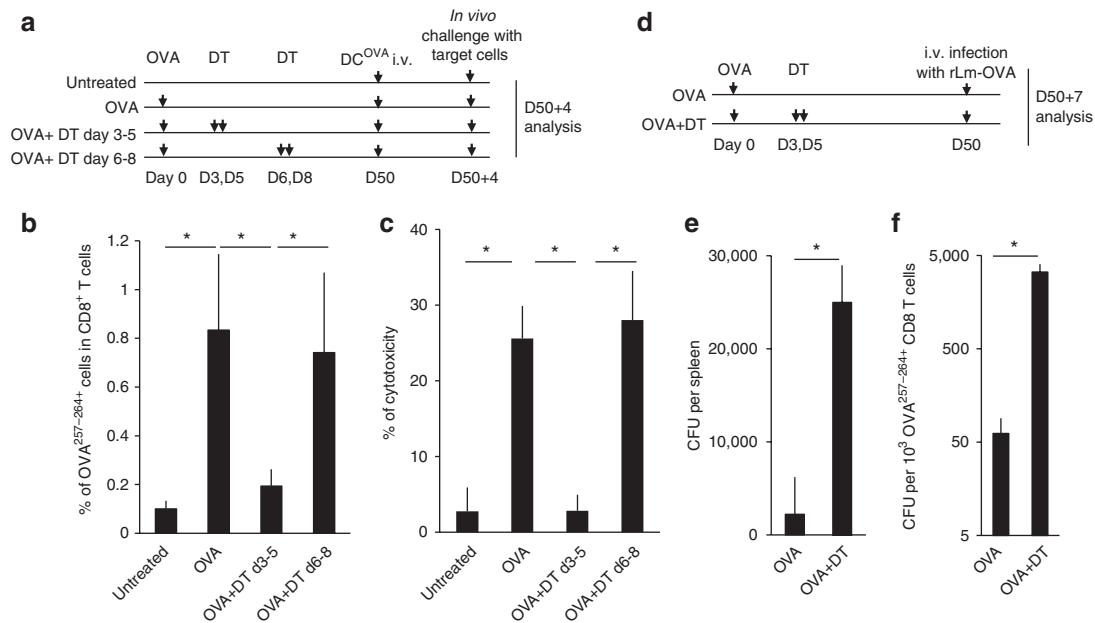 a
In vivo
challenge with
target cells
OVA DT DT DC^OVA i.v.
Untreated
OVA
OVA+ DT day 3-5
OVA+ DT day 6-8
Day 0 D3,D5 D6,D8 D50 D50+4
D50+4
analysis
d
i.v. infection
with rLm-OVA
OVA DT
OVA
OVA+DT
Day 0 D3,D5 D50
D50+7
analysis
b
% of OVA^257–264+ cells in CD8^+ T cells
1.2
1
0.8
0.6
0.4
0.2
0
* * *
Untreated
OVA
OVA+DT d3-5
OVA+DT d6-8
c
% of cytotoxicity
40
30
20
10
0
* * *
Untreated
OVA
OVA+DT d3-5
OVA+DT d6-8
e
CFU per spleen
30,000
20,000
10,000
0
*
OVA
OVA+DT
f
CFU per 10^3 OVA^257–264+ CD8 T cells
5,000
500
50
5
*
OVA
OVA+DT